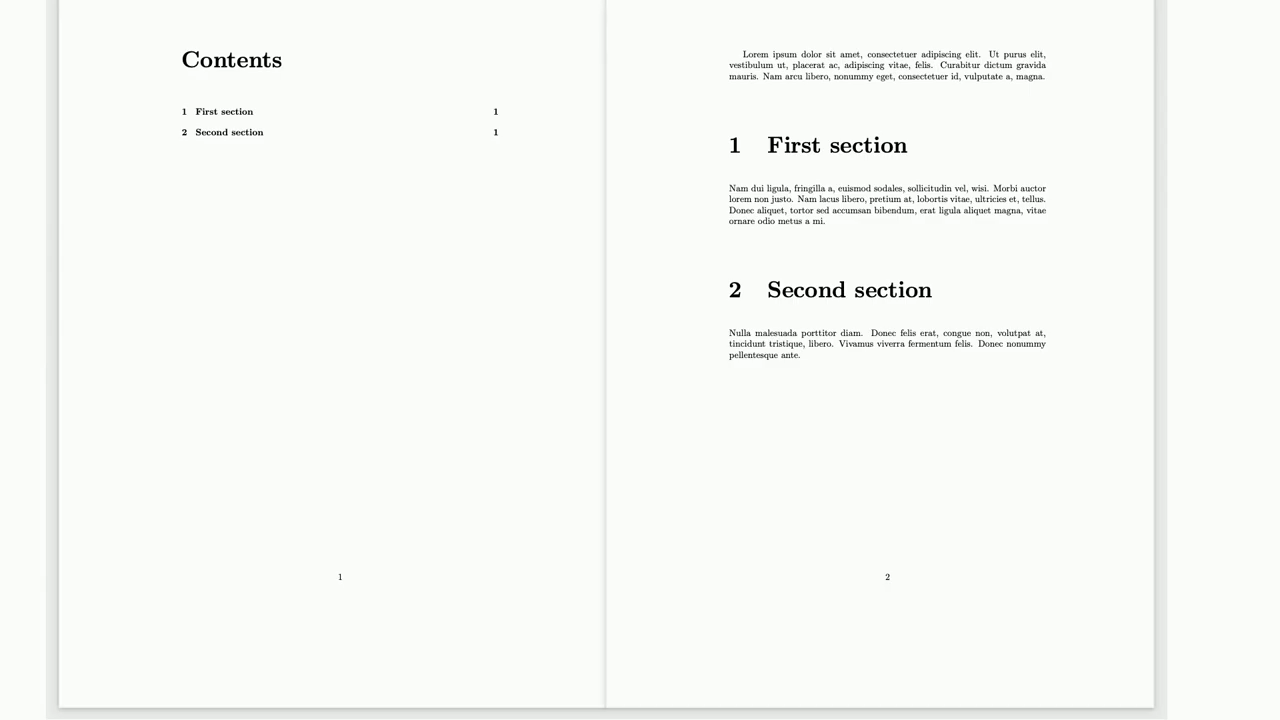 Contents
1 First section 1
2 Second section 1
1
Lorem ipsum dolor sit amet, consectetuer adipiscing elit. Ut purus elit,
vestibulum ut, placerat ac, adipiscing vitae, felis. Curabitur dictum gravida
mauris. Nam arcu libero, nonummy eget, consectetuer id, vulputate a, magna.
1 First section
Nam dui ligula, fringilla a, euismod sodales, sollicitudin vel, wisi. Morbi auctor
lorem non justo. Nam lacus libero, pretium at, lobortis vitae, ultricies et, tellus.
Donec aliquet, tortor sed accumsan bibendum, erat ligula aliquet magna, vitae
ornare odio metus a mi.
2 Second section
Nulla malesuada porttitor diam. Donec felis erat, congue non, volutpat at,
tincidunt tristique, libero. Vivamus viverra fermentum felis. Donec nonummy
pellentesque ante.
2